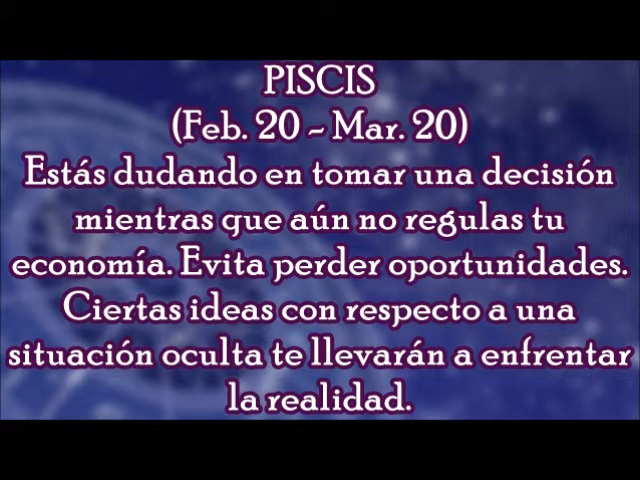 PISCIS
(Feb. 20 - Mar. 20)
Estás dudando en tomar una decisión
mientras que aún no regulas tu
economía. Evita perder oportunidades.
Ciertas ideas con respecto a una
situación oculta te llevarán a enfrentar
la realidad.